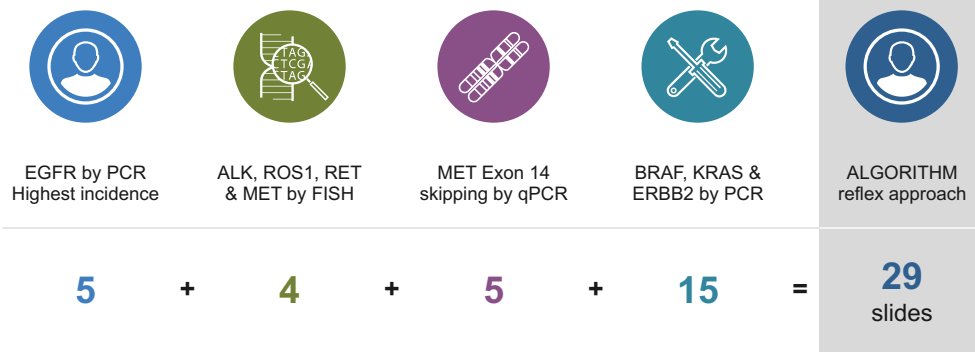 TAG
CTCGA
TAG
EGFR by PCR
Highest incidence
ALK, ROS1, RET
& MET by FISH
MET Exon 14
skipping by qPCR
BRAF, KRAS &
ERBB2 by PCR
ALGORITHM
reflex approach
5 + 4 + 5 + 15 = 29
slides